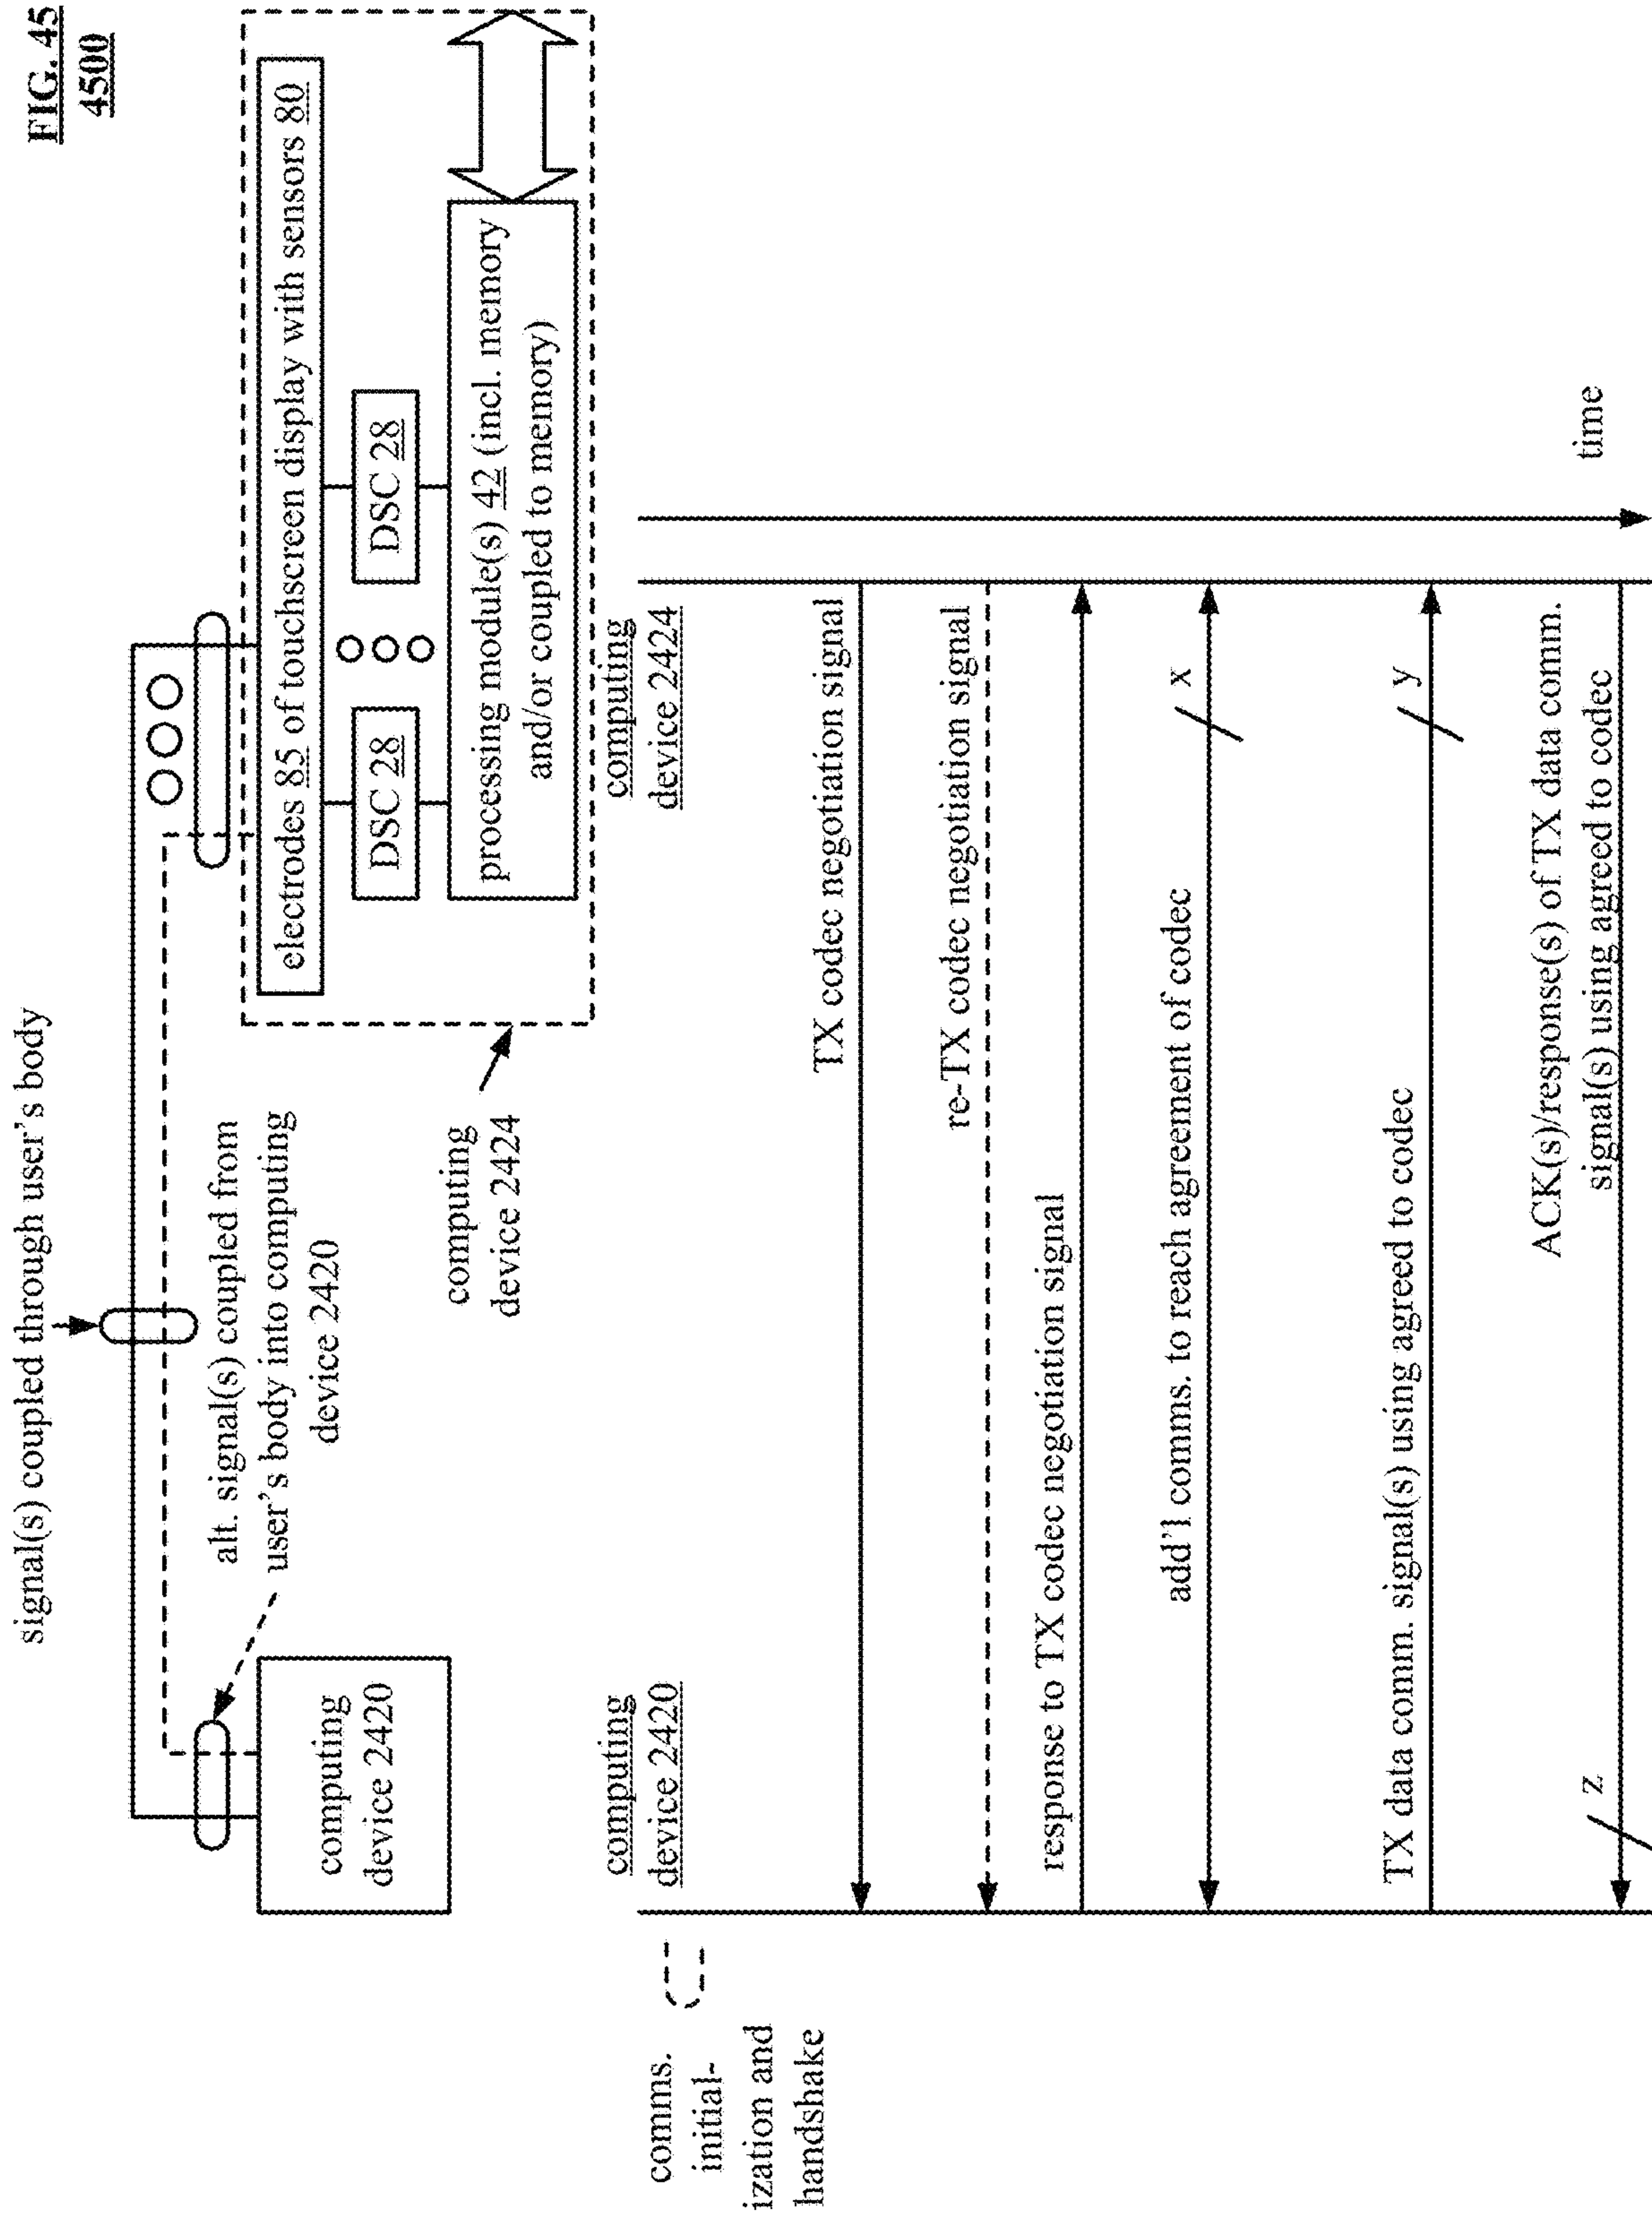 FIG. 45
4500
signal(s) coupled through user's body
alt. signal(s) coupled from
user's body into computing
device 2420
computing
device 2420
computing
device 2424
electrodes 85 of touchscreen display with sensors 80
DSC 28
DSC 28
processing module(s) 42 (incl. memory
and/or coupled to memory)
computing
device 2420
computing
device 2424
comms.
initial-
ization and
handshake
TX codec negotiation signal
re-TX codec negotiation signal
response to TX codec negotiation signal
add'l comms. to reach agreement of codec
x
TX data comm. signal(s) using agreed to codec
y
ACK(s)/response(s) of TX data comm.
signal(s) using agreed to codec
z
time